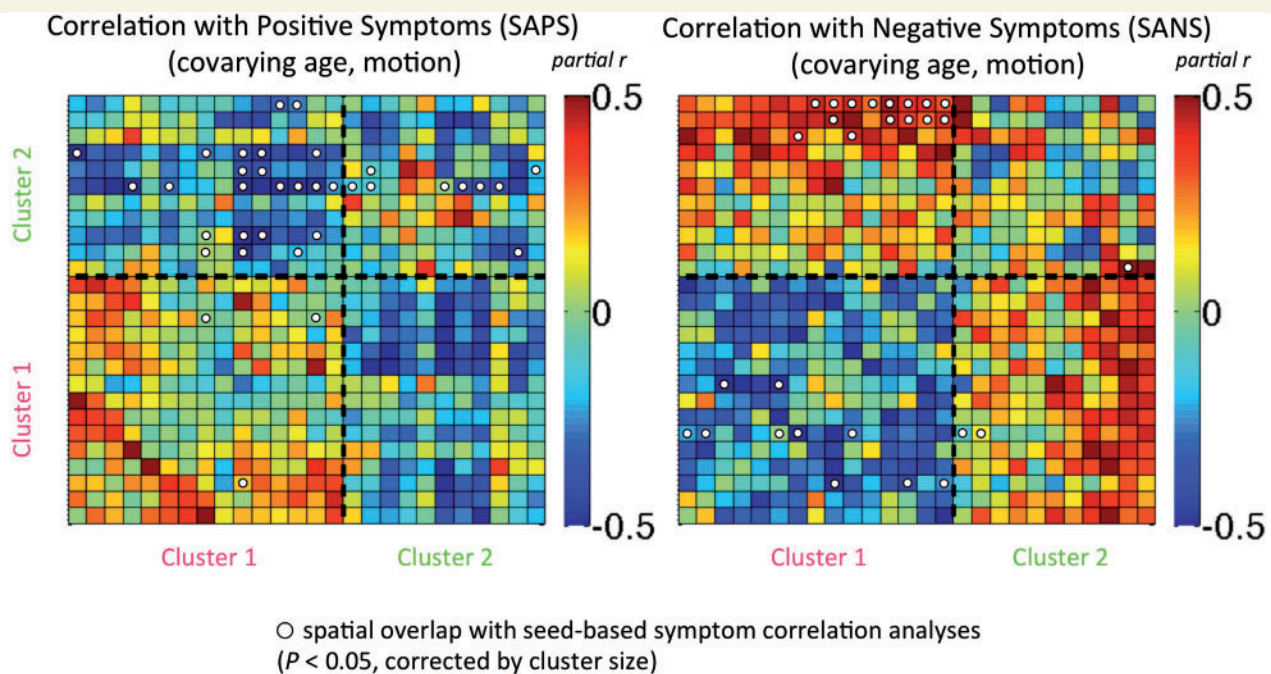 Correlation with Positive Symptoms (SAPS)
(covarying age, motion)
partial r
0.5
0
-0.5
Cluster 2
Cluster 1
Cluster 1
Cluster 2
Correlation with Negative Symptoms (SANS)
(covarying age, motion)
partial r
0.5
0
-0.5
Cluster 1
Cluster 2
spatial overlap with seed-based symptom correlation analyses
(P < 0.05, corrected by cluster size)